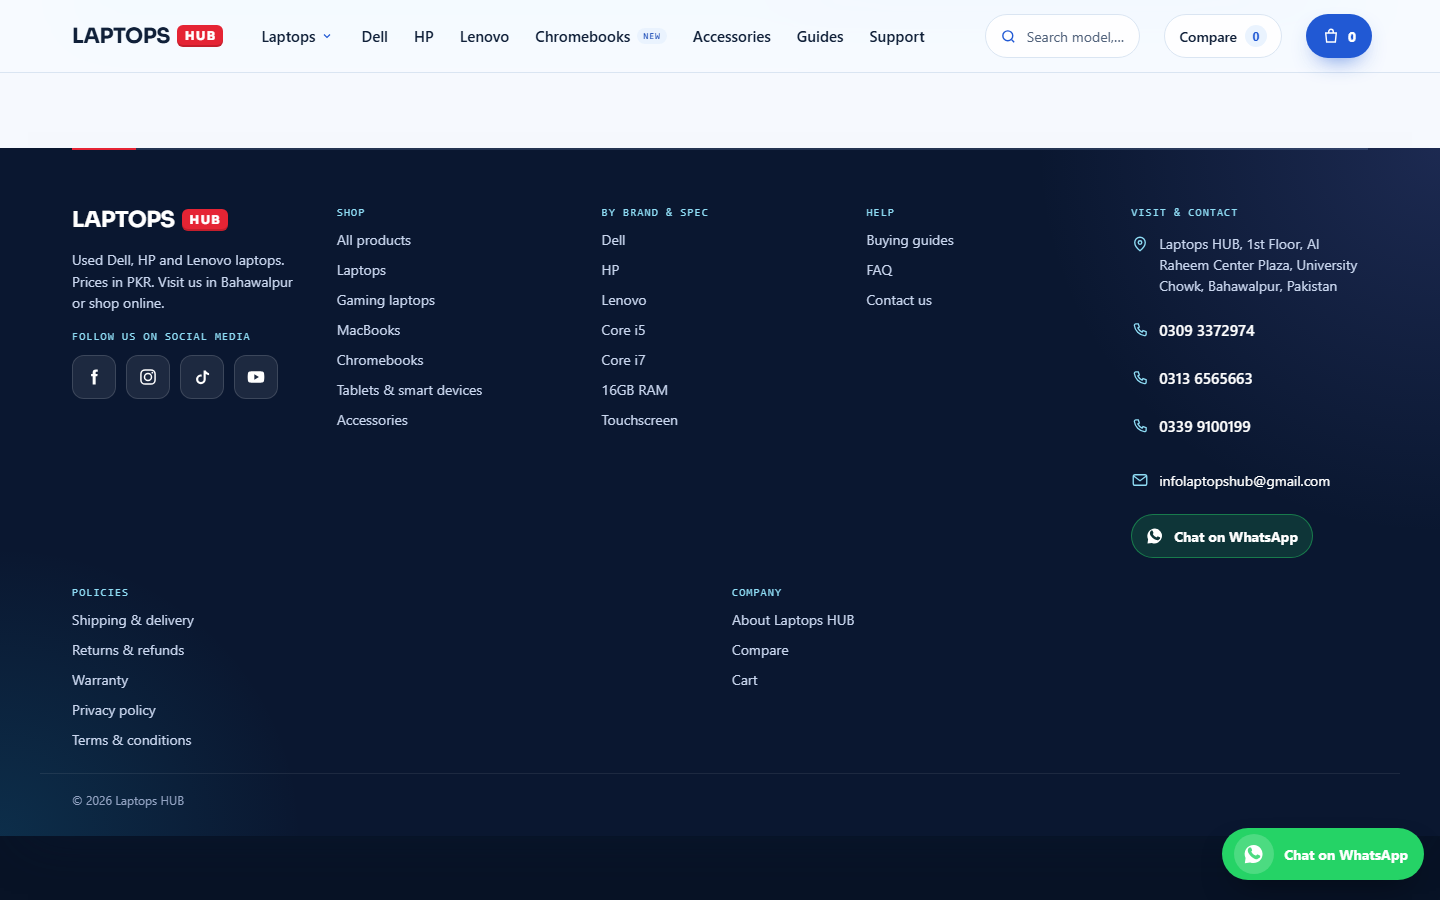 LAPTOPS HUB
Laptops
Dell
HP
Lenovo
Chromebooks NEW
Accessories
Guides
Support
Search model,...
Compare 0
0
LAPTOPS HUB
Used Dell, HP and Lenovo laptops.
Prices in PKR. Visit us in Bahawalpur
or shop online.
FOLLOW US ON SOCIAL MEDIA
SHOP
All products
Laptops
Gaming laptops
MacBooks
Chromebooks
Tablets & smart devices
Accessories
BY BRAND & SPEC
Dell
HP
Lenovo
Core i5
Core i7
16GB RAM
Touchscreen
HELP
Buying guides
FAQ
Contact us
VISIT & CONTACT
Laptops HUB, 1st Floor, Al
Raheem Center Plaza, University
Chowk, Bahawalpur, Pakistan
0309 3372974
0313 6565663
0339 9100199
infolaptopshub@gmail.com
Chat on WhatsApp
POLICIES
Shipping & delivery
Returns & refunds
Warranty
Privacy policy
Terms & conditions
COMPANY
About Laptops HUB
Compare
Cart
© 2026 Laptops HUB
Chat on WhatsApp